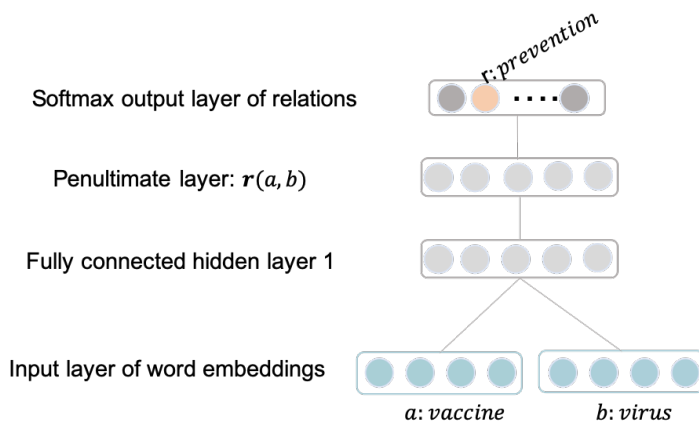 r: prevention
Softmax output layer of relations
Penultimate layer: r(a, b)
Fully connected hidden layer 1
Input layer of word embeddings
a: vaccine
b: virus